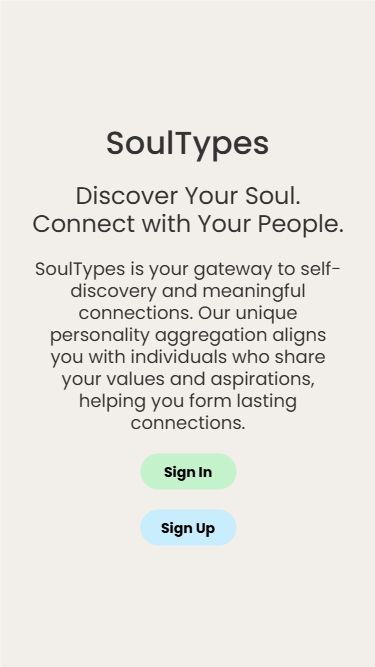 SoulTypes
Discover Your Soul.
Connect with Your People.
SoulTypes is your gateway to self-
discovery and meaningful
connections. Our unique
personality aggregation aligns
you with individuals who share
your values and aspirations,
helping you form lasting
connections.
Sign In
Sign Up